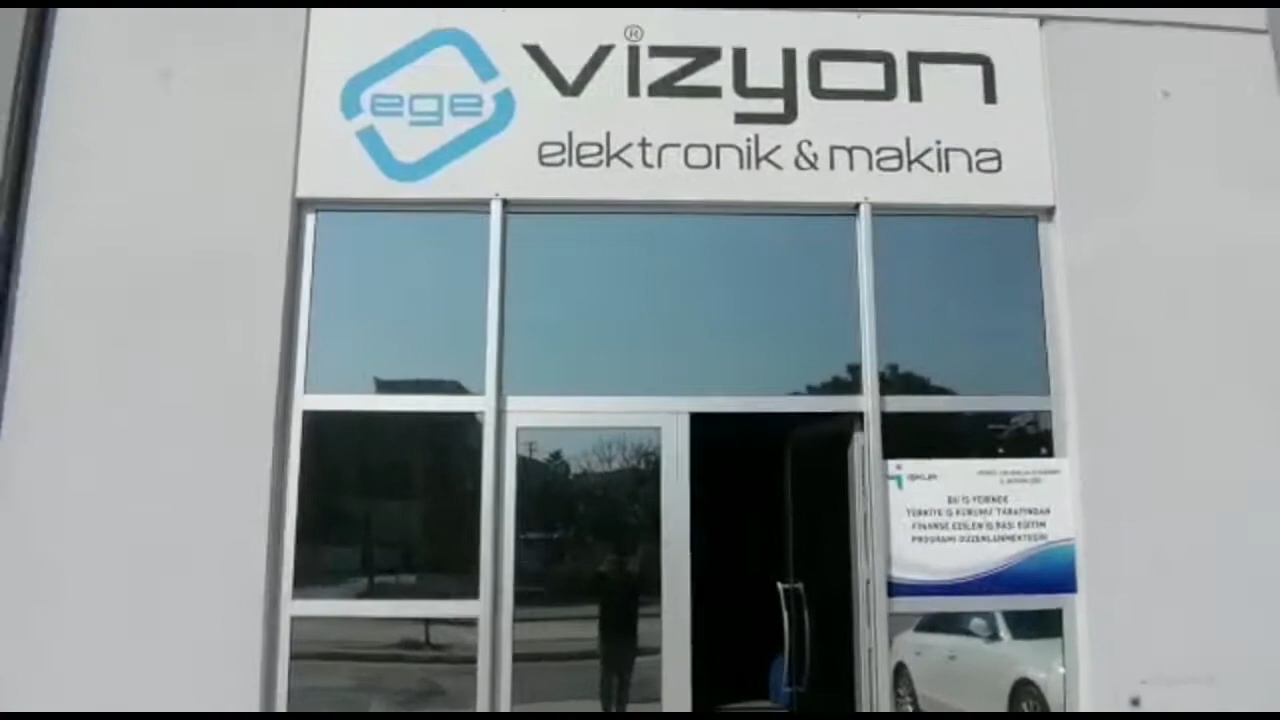 ege
vizyon®
elektronik & makina
İŞKUR
BU İŞ YERİNDE
TÜRKİYE İŞ KURUMU TARAFINDAN
FİNANSE EDİLEN İŞ BAŞI EĞİTİM
PROGRAMI DÜZENLENMEKTEDİR